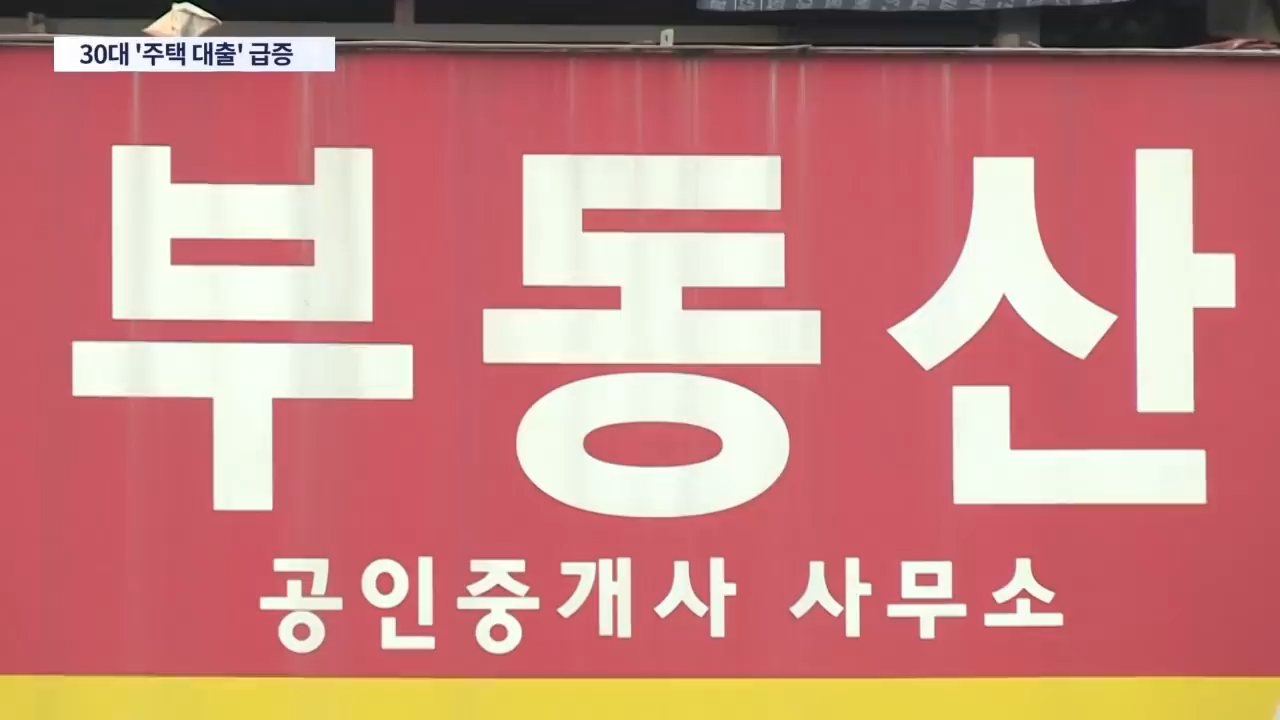 30대 '주택 대출' 급증
부동산
공인중개사 사무소